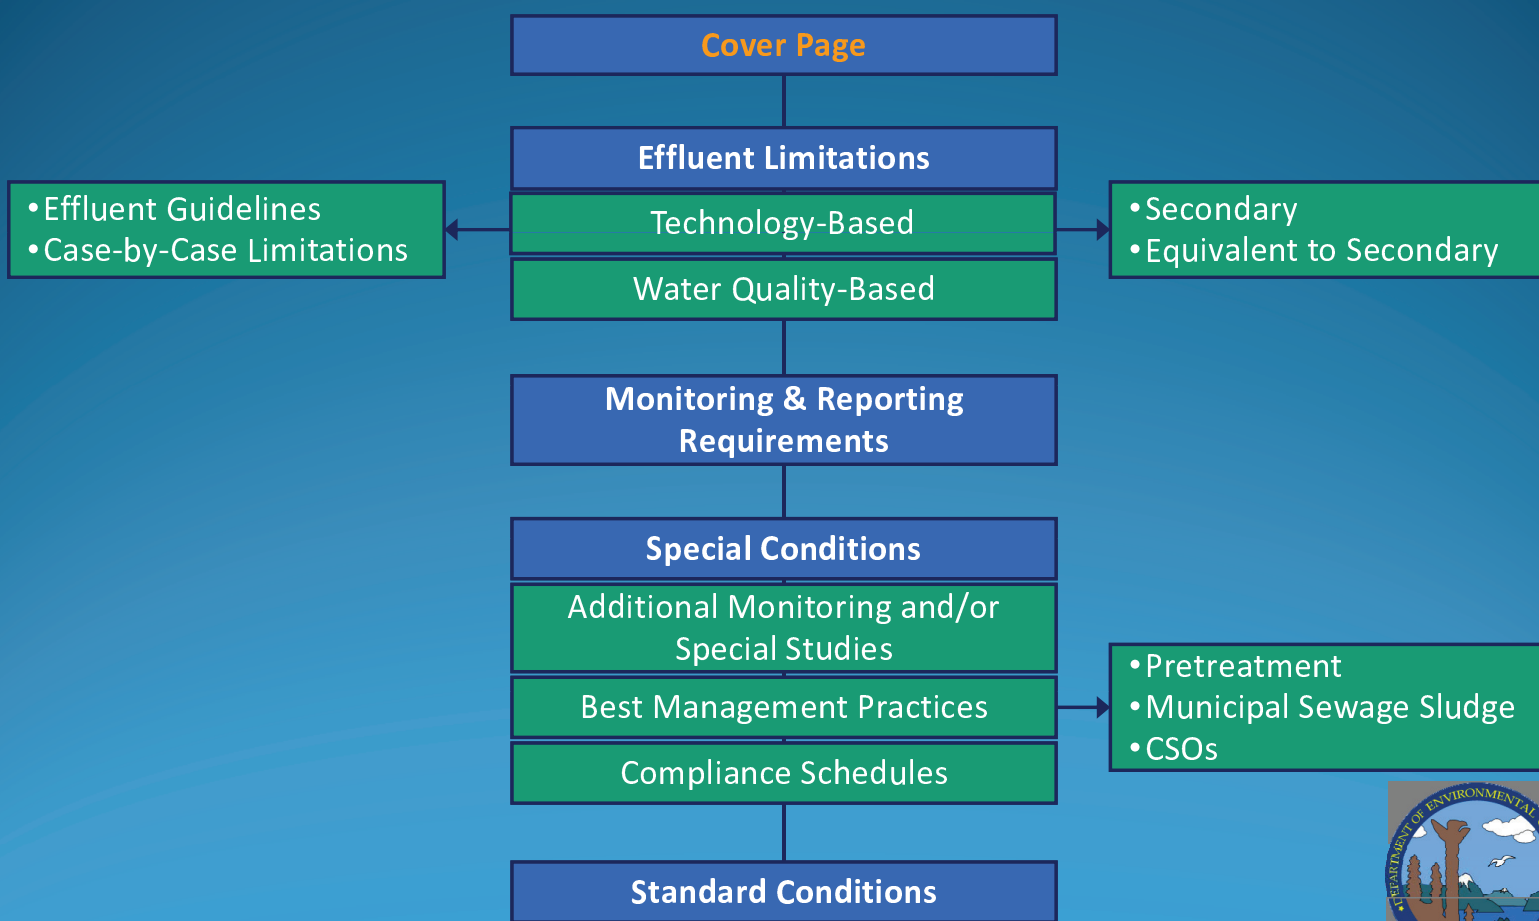 Cover Page
Effluent Limitations
•Effluent Guidelines
•Case-by-Case Limitations
Technology-Based
•Secondary
•Equivalent to Secondary
Water Quality-Based
Monitoring & Reporting
Requirements
Special Conditions
Additional Monitoring and/or
Special Studies
Best Management Practices
•Pretreatment
•Municipal Sewage Sludge
•CSOs
Compliance Schedules
Standard Conditions
DEPARTMENT OF ENVIRONMENTAL